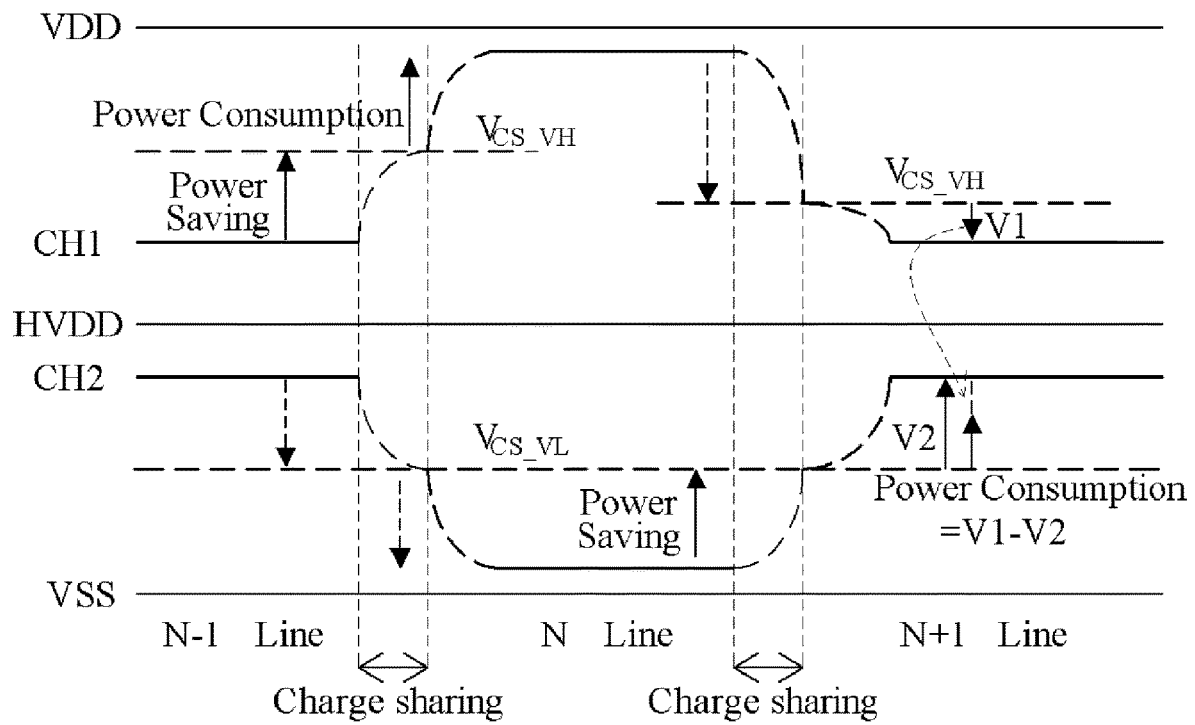 VDD
Power Consumption
VCS_VH
Power
Saving
VCS_VH
V1
CH1
HVDD
CH2
VCS_VL
V2
Power
Saving
Power Consumption
=V1-V2
VSS
N-1 Line
N Line
N+1 Line
Charge sharing
Charge sharing